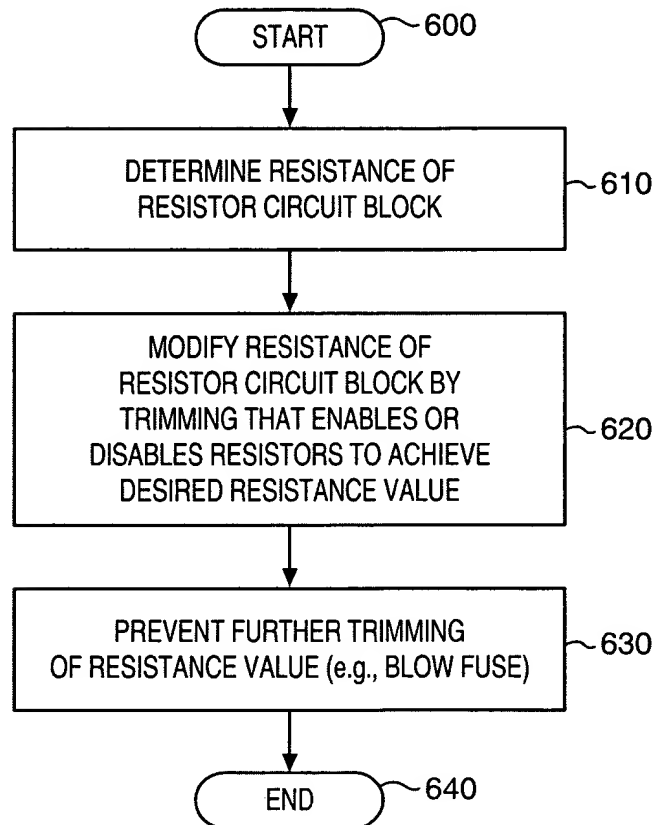 START
600
DETERMINE RESISTANCE OF
RESISTOR CIRCUIT BLOCK
610
MODIFY RESISTANCE OF
RESISTOR CIRCUIT BLOCK BY
TRIMMING THAT ENABLES OR
DISABLES RESISTORS TO ACHIEVE
DESIRED RESISTANCE VALUE
620
PREVENT FURTHER TRIMMING
OF RESISTANCE VALUE (e.g., BLOW FUSE)
630
END
640